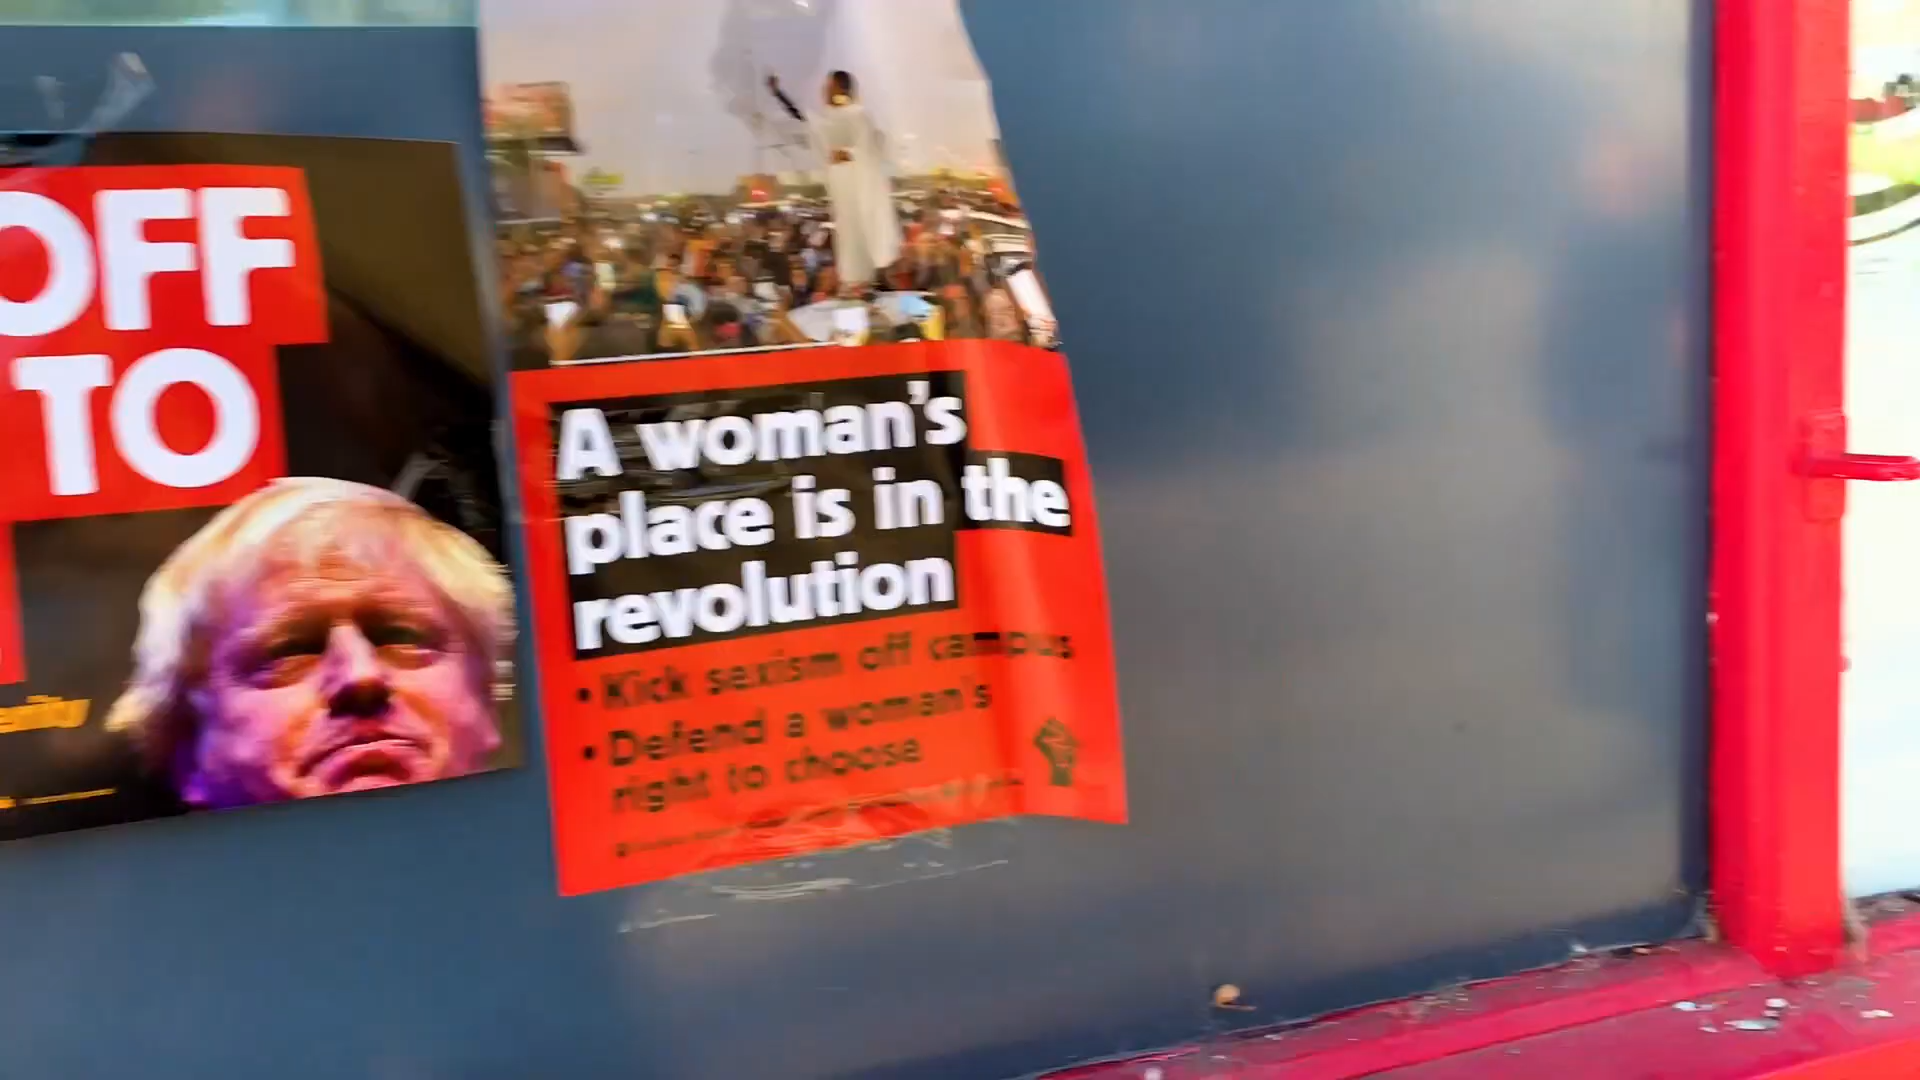 OFF
TO
A woman's
place is in the
revolution
• Kick sexism off campus
• Defend a woman's
right to choose